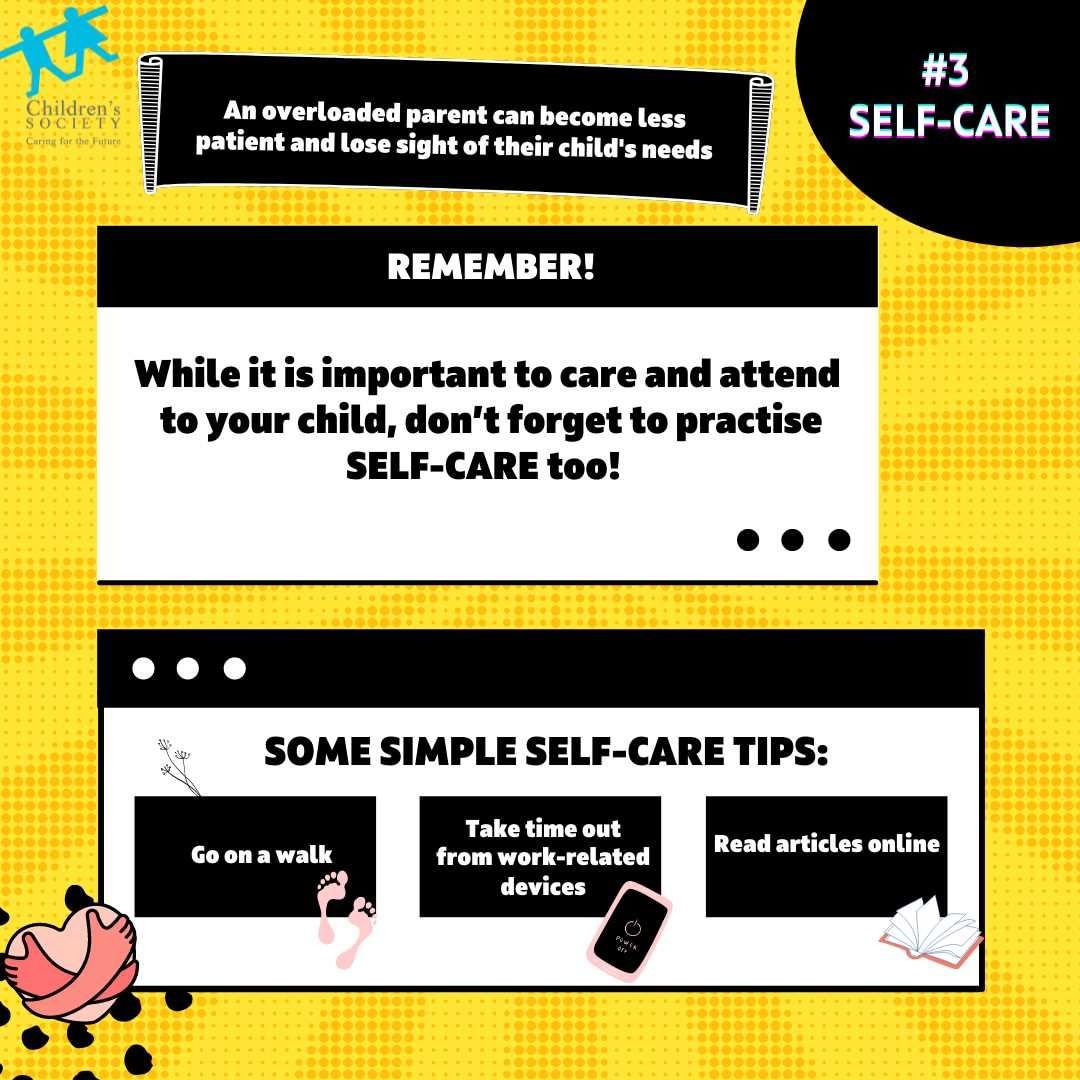 Children's
SOCIETY
Caring for the Future
An overloaded parent can become less
patient and lose sight of their child's needs
#3
SELF-CARE
REMEMBER!
While it is important to care and attend
to your child, don't forget to practise
SELF-CARE too!
SOME SIMPLE SELF-CARE TIPS:
Go on a walk
Take time out
from work-related
devices
POWER
OFF
Read articles online